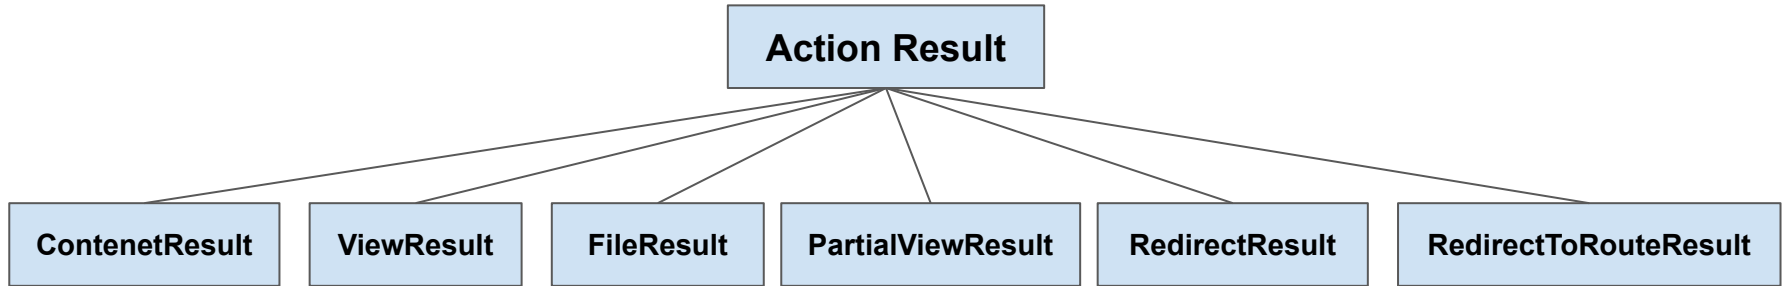 Action Result
ContenetResult
ViewResult
FileResult
PartialViewResult
RedirectResult
RedirectToRouteResult